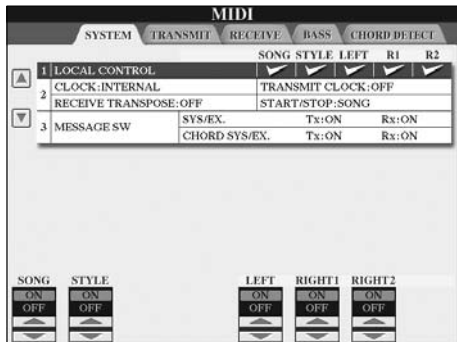 MIDI
SYSTEM TRANSMIT RECEIVE BASS CHORD DETECT
SONG STYLE LEFT R1 R2
1 LOCAL CONTROL
2 CLOCK:INTERNAL TRANSMIT CLOCK:OFF
RECEIVE TRANSPOSE:OFF START/STOP:SONG
3 MESSAGE SW SYS/EX. Tx:ON Rx:ON
CHORD SYS/EX. Tx:ON Rx:ON
SONG STYLE LEFT RIGHT1 RIGHT2
ON ON ON ON ON
OFF OFF OFF OFF OFF